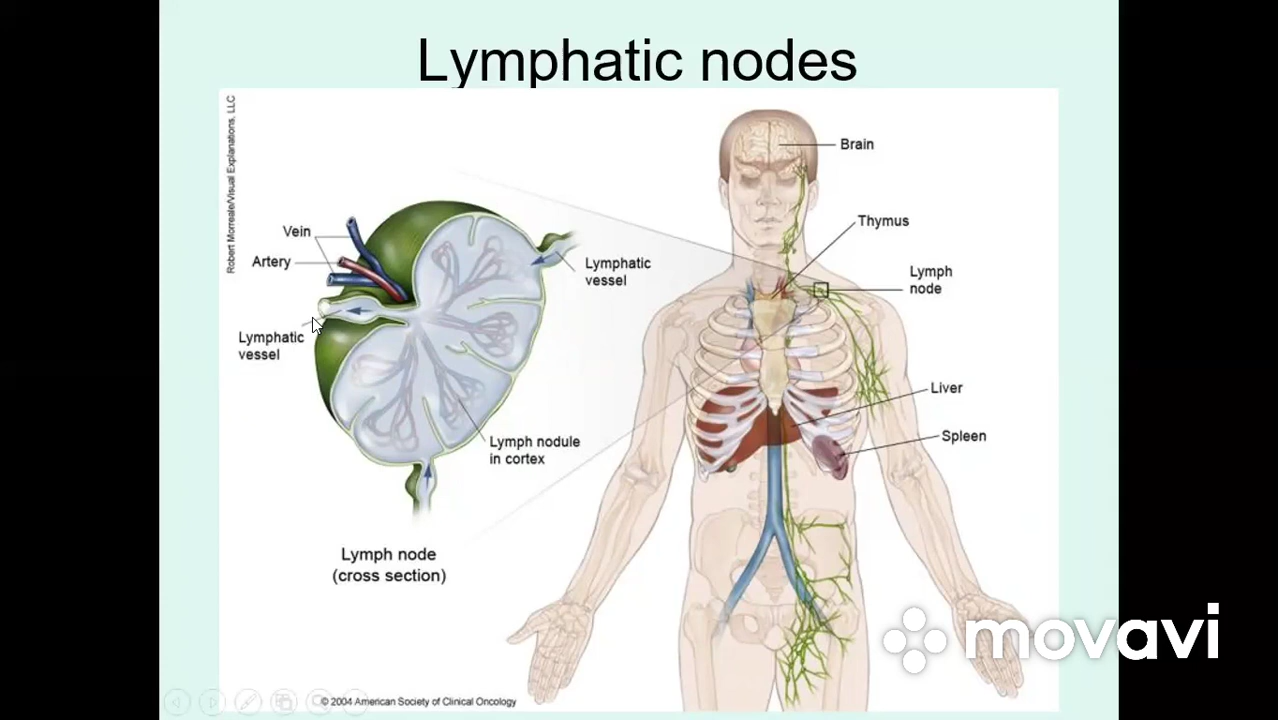 Lymphatic nodes
Robert Morreale/Visual Explanations, LLC
Brain
Thymus
Lymph
node
Liver
Spleen
Vein
Artery
Lymphatic
vessel
Lymphatic
vessel
Lymph nodule
in cortex
Lymph node
(cross section)
© 2004 American Society of Clinical Oncology
movavi